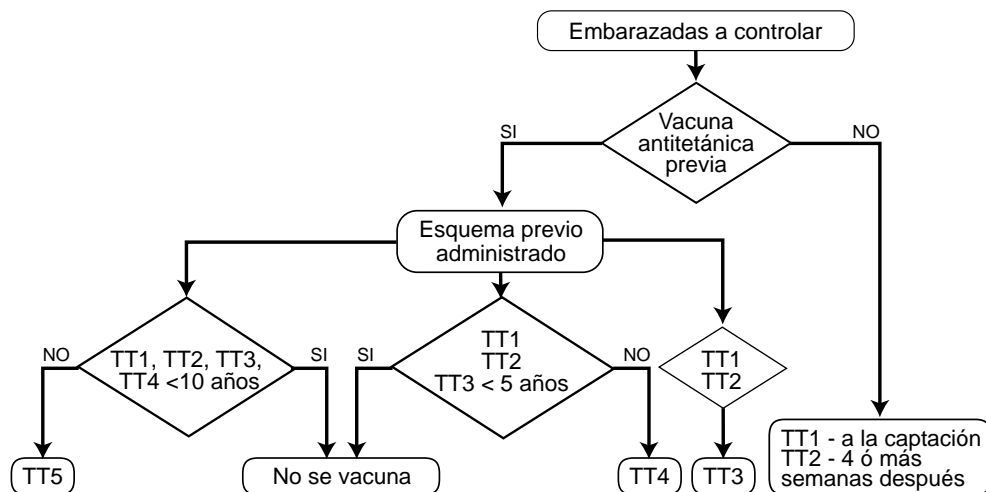 Embarazadas a controlar
Vacuna
antitetánica
previa
SI
NO
Esquema previo
administrado
TT1, TT2, TT3,
TT4 <10 años
NO
SI
TT1
TT2
TT3 < 5 años
SI
NO
TT1
TT2
TT5
No se vacuna
TT4
TT3
TT1 - a la captación
TT2 - 4 ó más
semanas después